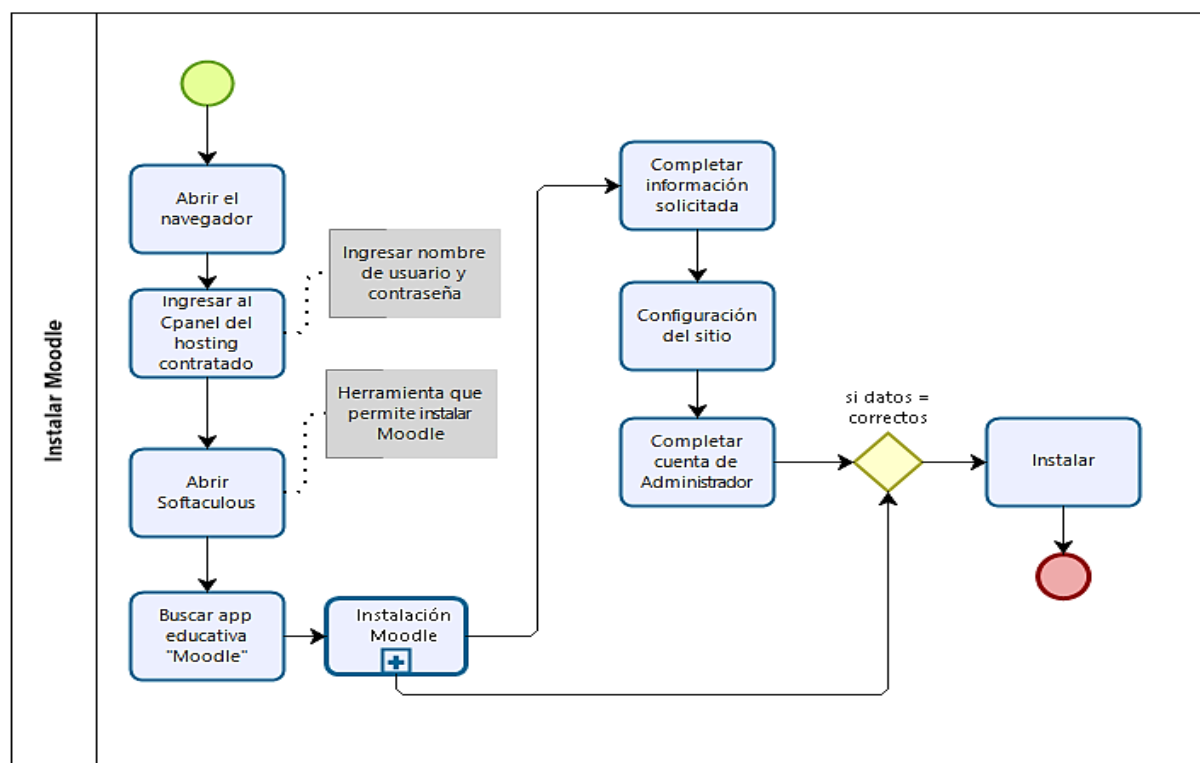 Instalar Moodle
Abrir el
navegador
Ingresar al
Cpanel del
hosting
contratado
Ingresar nombre
de usuario y
contraseña
Abrir
Softaculous
Herramienta que
permite instalar
Moodle
Buscar app
educativa
"Moodle"
Instalación
Moodle
Completar
información
solicitada
Configuración
del sitio
Completar
cuenta de
Administrador
si datos =
correctos
Instalar